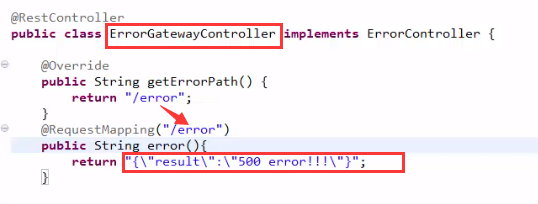 @RestController
public class ErrorGatewayController implements ErrorController {
@Override
public String getErrorPath() {
return "/error";
}
@RequestMapping("/error")
public String error(){
return "{\"result\":\"500 error!!!\"}";
}